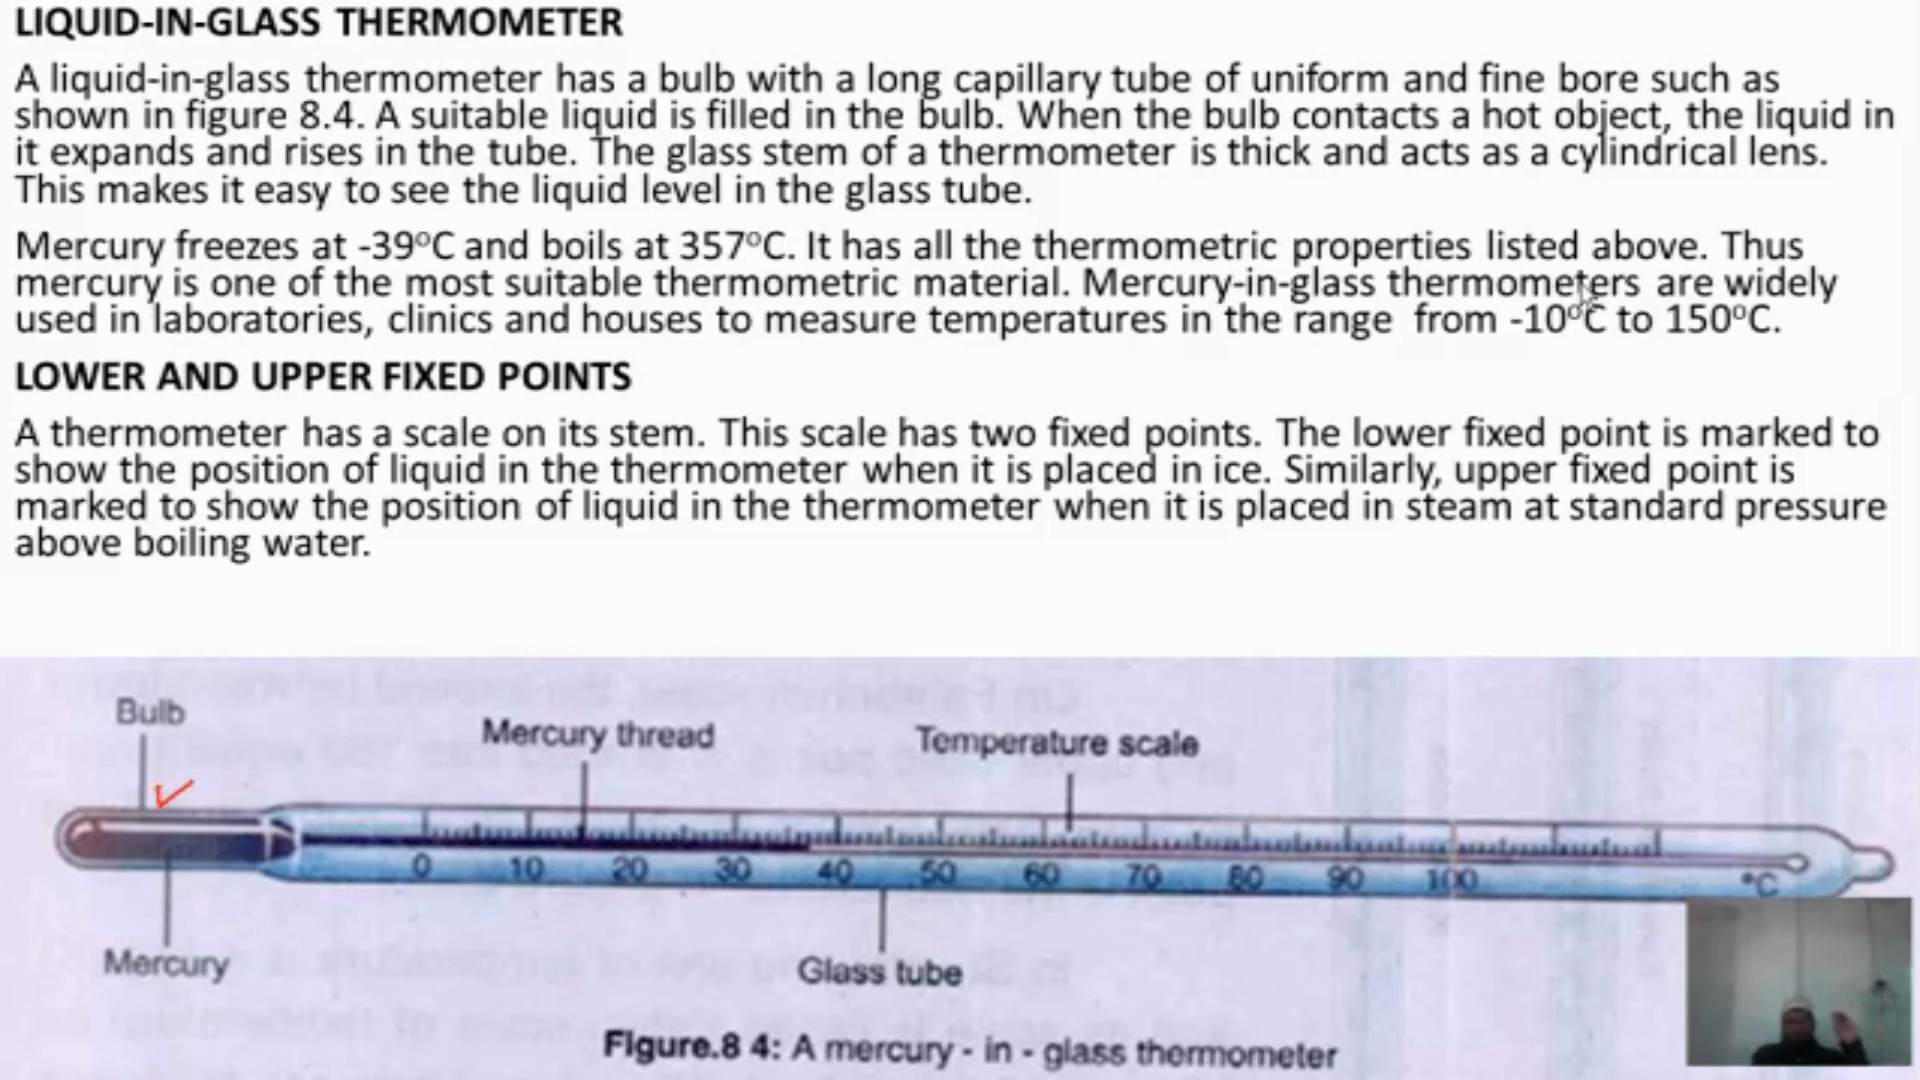 LIQUID-IN-GLASS THERMOMETER
A liquid-in-glass thermometer has a bulb with a long capillary tube of uniform and fine bore such as
shown in figure 8.4. A suitable liquid is filled in the bulb. When the bulb contacts a hot object, the liquid in
it expands and rises in the tube. The glass stem of a thermometer is thick and acts as a cylindrical lens.
This makes it easy to see the liquid level in the glass tube.
Mercury freezes at -39°C and boils at 357°C. It has all the thermometric properties listed above. Thus
mercury is one of the most suitable thermometric material. Mercury-in-glass thermometers are widely
used in laboratories, clinics and houses to measure temperatures in the range from -10°C to 150°C.
LOWER AND UPPER FIXED POINTS
A thermometer has a scale on its stem. This scale has two fixed points. The lower fixed point is marked to
show the position of liquid in the thermometer when it is placed in ice. Similarly, upper fixed point is
marked to show the position of liquid in the thermometer when it is placed in steam at standard pressure
above boiling water.
Bulb
Mercury thread
Temperature scale
0 10 20 30 40 50 60 70 80 90 100 °C
Mercury
Glass tube
Figure.8 4: A mercury - in - glass thermometer